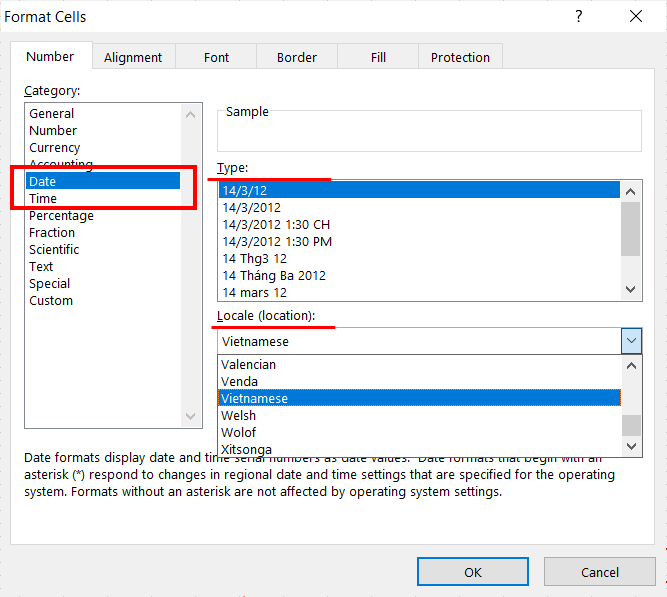 Format Cells
?
Number
Alignment
Font
Border
Fill
Protection
Category:
General
Number
Currency
Accounting
Date
Time
Percentage
Fraction
Scientific
Text
Special
Custom
Sample
Type:
14/3/12
14/3/2012
14/3/2012 1:30 CH
14/3/2012 1:30 PM
14 Thg3 12
14 Tháng Ba 2012
14 mars 12
Locale (location):
Vietnamese
Valencian
Venda
Vietnamese
Welsh
Wolof
Xitsonga
Date formats display date and time serial numbers as date values. Date formats that begin with an
asterisk (*) respond to changes in regional date and time settings that are specified for the operating
system. Formats without an asterisk are not affected by operating system settings.
OK
Cancel